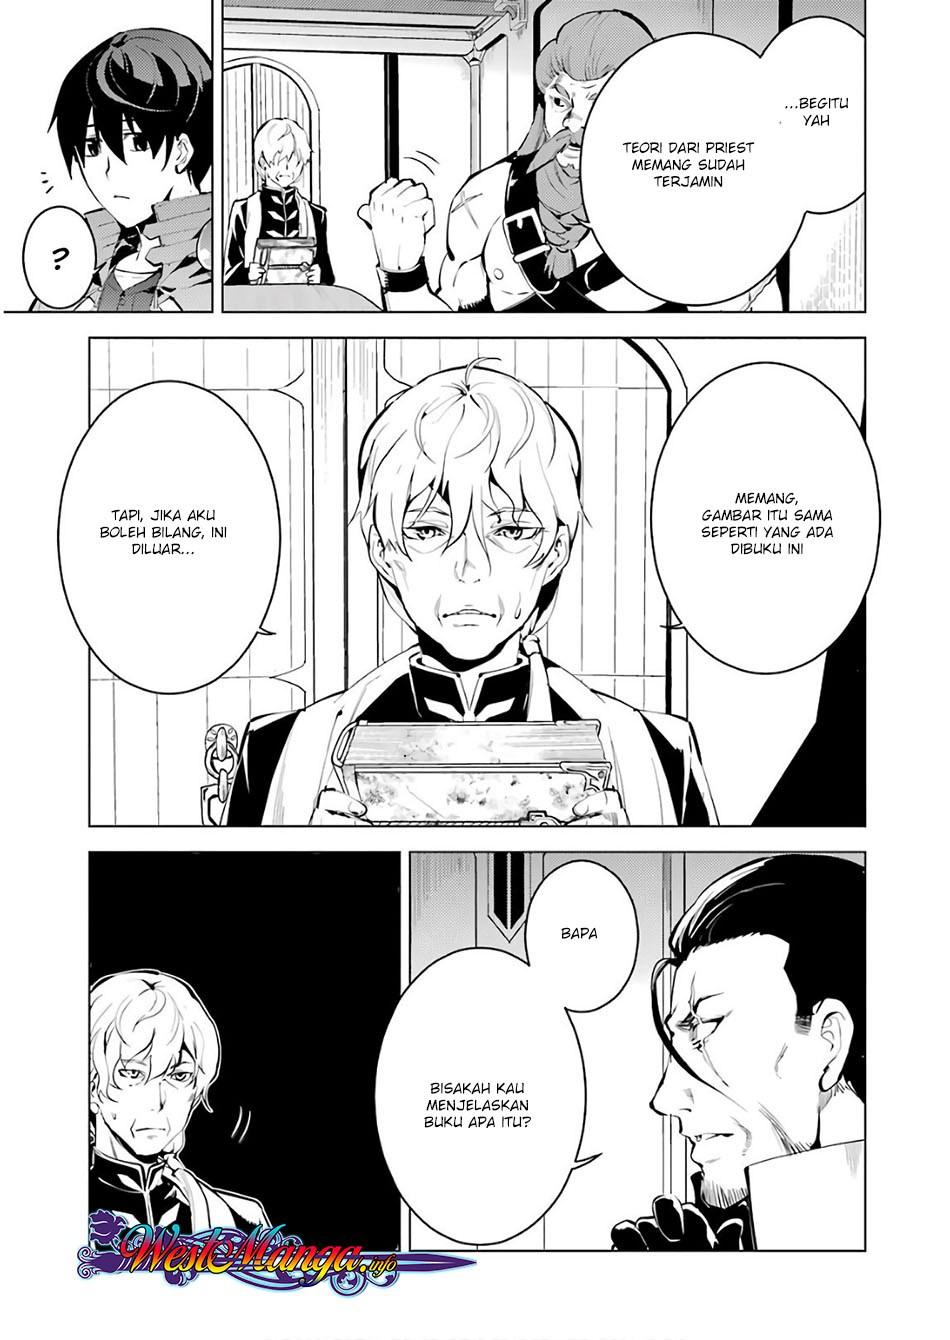 ...BEGITU
YAH
TEORI DARI PRIEST
MEMANG SUDAH
TERJAMIN
?
MEMANG,
GAMBAR ITU SAMA
SEPERTI YANG ADA
DIBUKU INI
TAPI, JIKA AKU
BOLEH BILANG, INI
DILUAR...
BAPA
BISAKAH KAU
MENJELASKAN
BUKU APA ITU?
WestManga.info